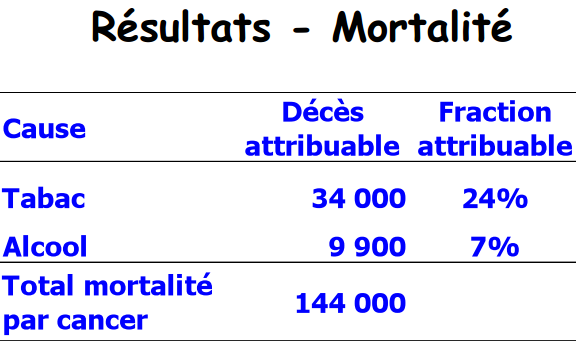 Résultats - Mortalité
Cause Décès attribuable Fraction attribuable
Tabac 34 000 24%
Alcool 9 900 7%
Total mortalité par cancer 144 000